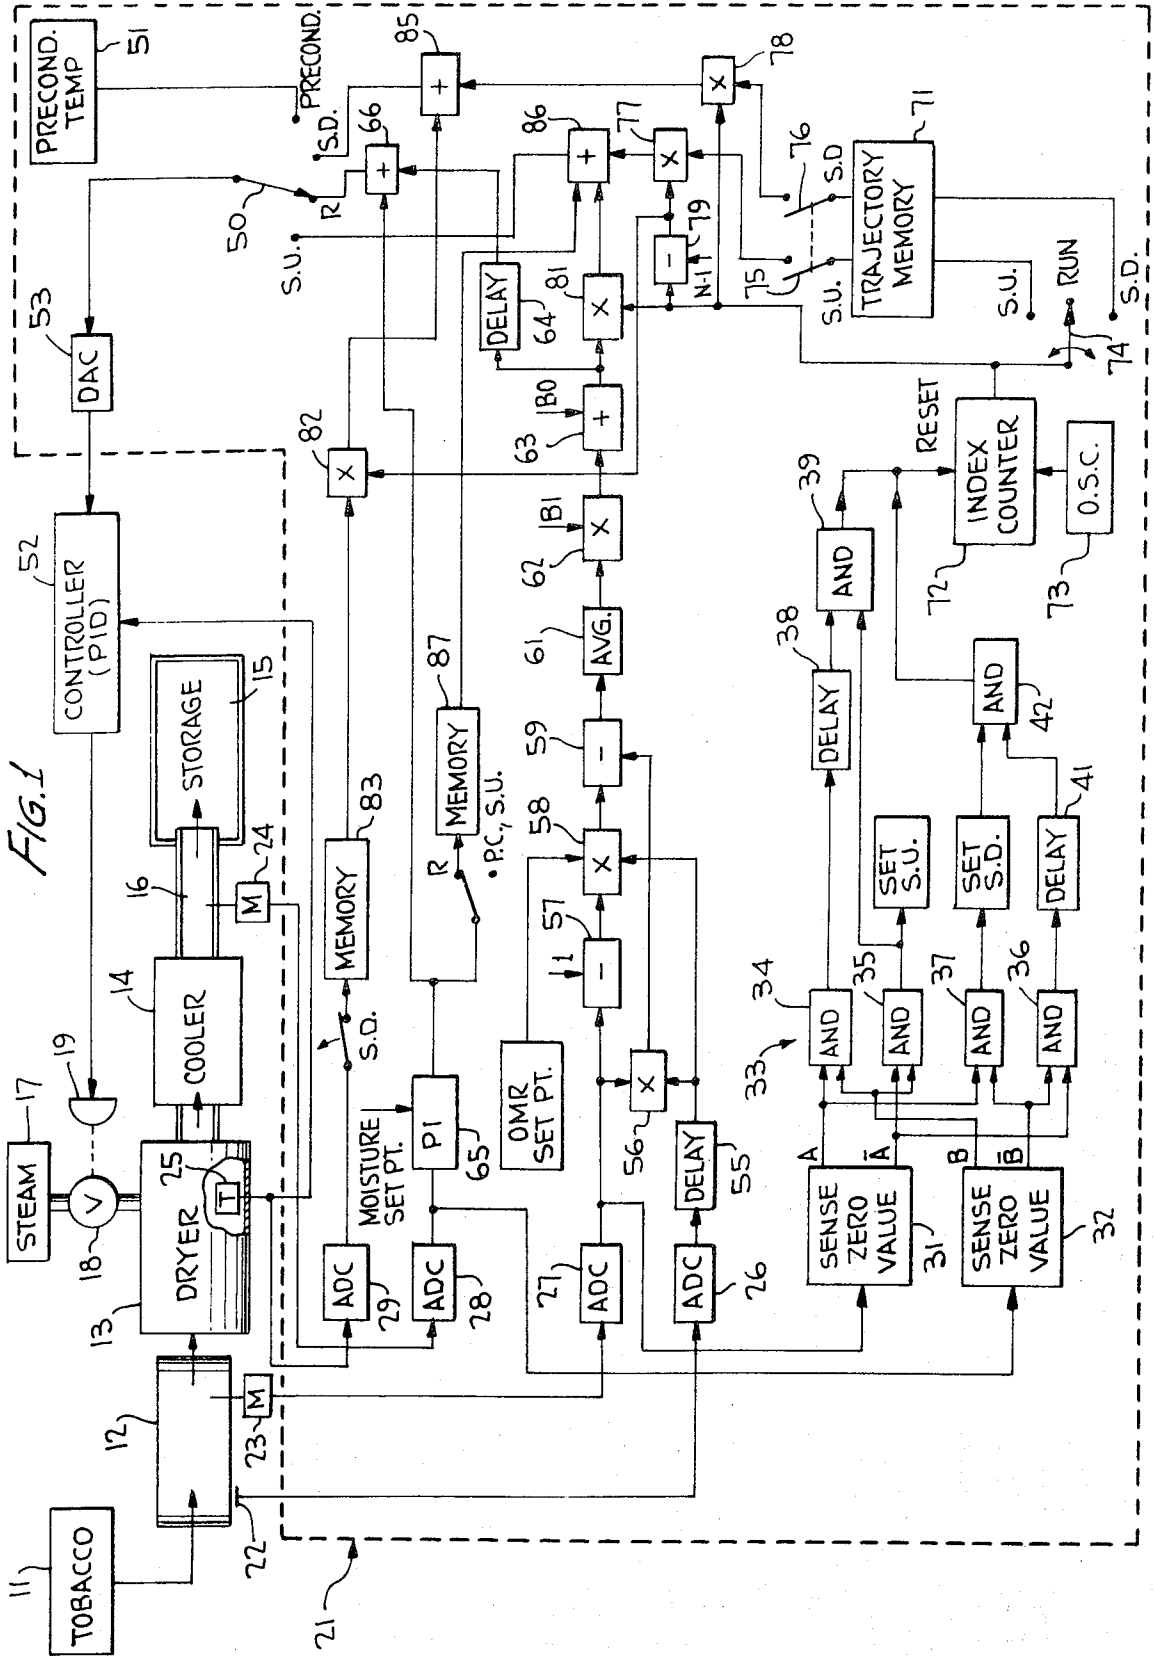 FIG. 1
TOBACCO
11
12
STEAM
17
V
18
19
DRYER
13
T
25
COOLER
14
16
STORAGE
15
M
23
M
24
22
21
CONTROLLER
(PID)
52
DAC
53
PRECOND.
TEMP
51
PRECOND.
S.D.
50
R
S.U.
ADC
29
S.D.
MEMORY
83
X
82
+
66
+
85
MOISTURE
SET PT.
ADC
28
PI
65
R
P.C., S.U.
MEMORY
87
OMR
SET PT.
ADC
27
1
-
57
X
58
-
59
AVG.
61
B1
X
62
B0
+
63
DELAY
64
X
81
+
86
ADC
26
DELAY
55
X
56
N-1
-
79
X
77
X
78
75
76
S.U.
S.D
TRAJECTORY
MEMORY
71
S.U.
RUN
S.D.
74
SENSE
ZERO
VALUE
31
A
A̅
SENSE
ZERO
VALUE
32
B
B̅
33
AND
34
AND
35
AND
37
AND
36
DELAY
38
SET
S.U.
SET
S.D.
DELAY
41
AND
39
AND
42
RESET
INDEX
COUNTER
72
O.S.C.
73